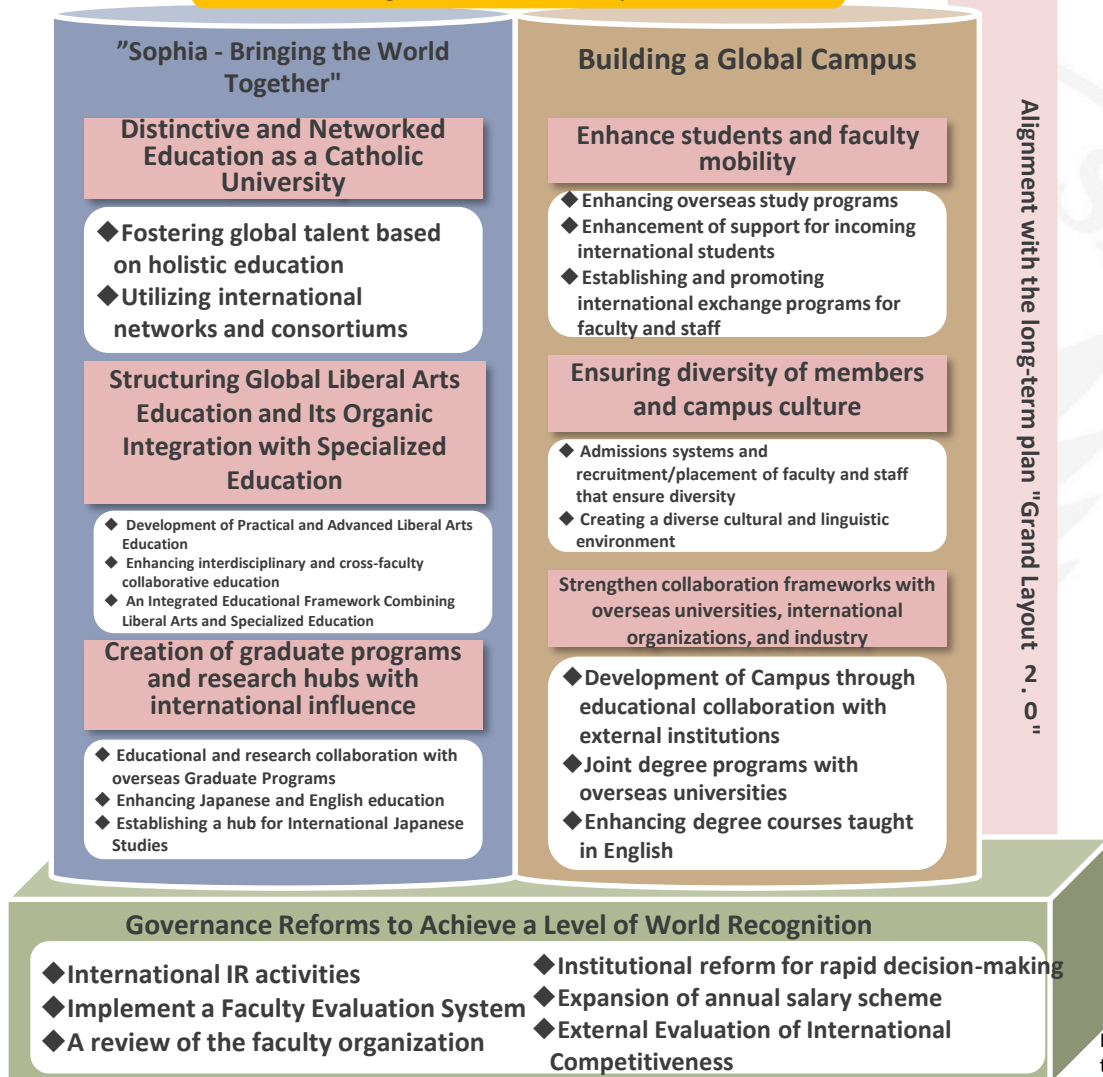 ”Sophia - Bringing the World
Together"
Distinctive and Networked
Education as a Catholic
University
◆Fostering global talent based
on holistic education
◆Utilizing international
networks and consortiums
Structuring Global Liberal Arts
Education and Its Organic
Integration with Specialized
Education
◆ Development of Practical and Advanced Liberal Arts
Education
◆ Enhancing interdisciplinary and cross-faculty
collaborative education
◆ An Integrated Educational Framework Combining
Liberal Arts and Specialized Education
Creation of graduate programs
and research hubs with
international influence
◆ Educational and research collaboration with
overseas Graduate Programs
◆ Enhancing Japanese and English education
◆ Establishing a hub for International Japanese
Studies
Building a Global Campus
Enhance students and faculty
mobility
◆ Enhancing overseas study programs
◆ Enhancement of support for incoming
international students
◆ Establishing and promoting
international exchange programs for
faculty and staff
Ensuring diversity of members
and campus culture
◆ Admissions systems and
recruitment/placement of faculty and staff
that ensure diversity
◆ Creating a diverse cultural and linguistic
environment
Strengthen collaboration frameworks with
overseas universities, international
organizations, and industry
◆Development of Campus through
educational collaboration with
external institutions
◆Joint degree programs with
overseas universities
◆Enhancing degree courses taught
in English
Alignment with the long-term plan "Grand Layout 2.0"
Governance Reforms to Achieve a Level of World Recognition
◆International IR activities
◆Implement a Faculty Evaluation System
◆A review of the faculty organization
◆Institutional reform for rapid decision-making
◆Expansion of annual salary scheme
◆External Evaluation of International
Competitiveness